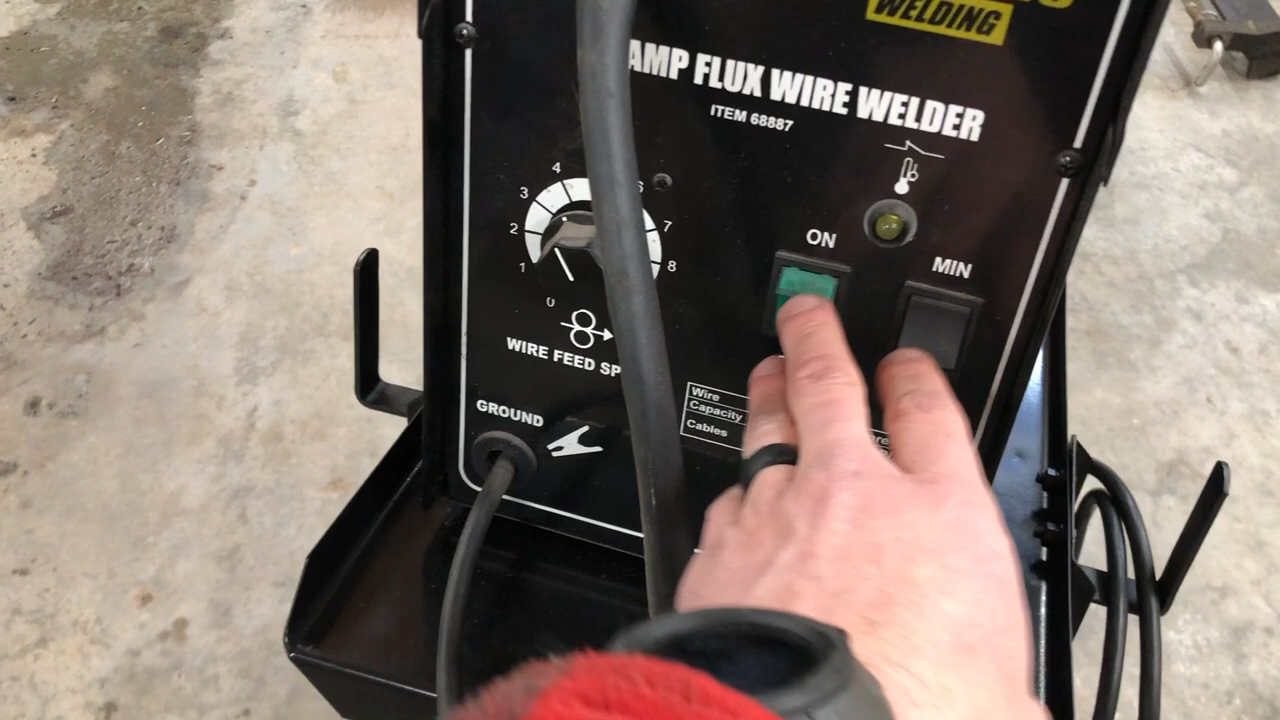 WELDING
AMP FLUX WIRE WELDER
ITEM 68887
4
3
2
1
0
6
7
8
ON
MIN
WIRE FEED SP
GROUND
Wire
Capacity
Cables